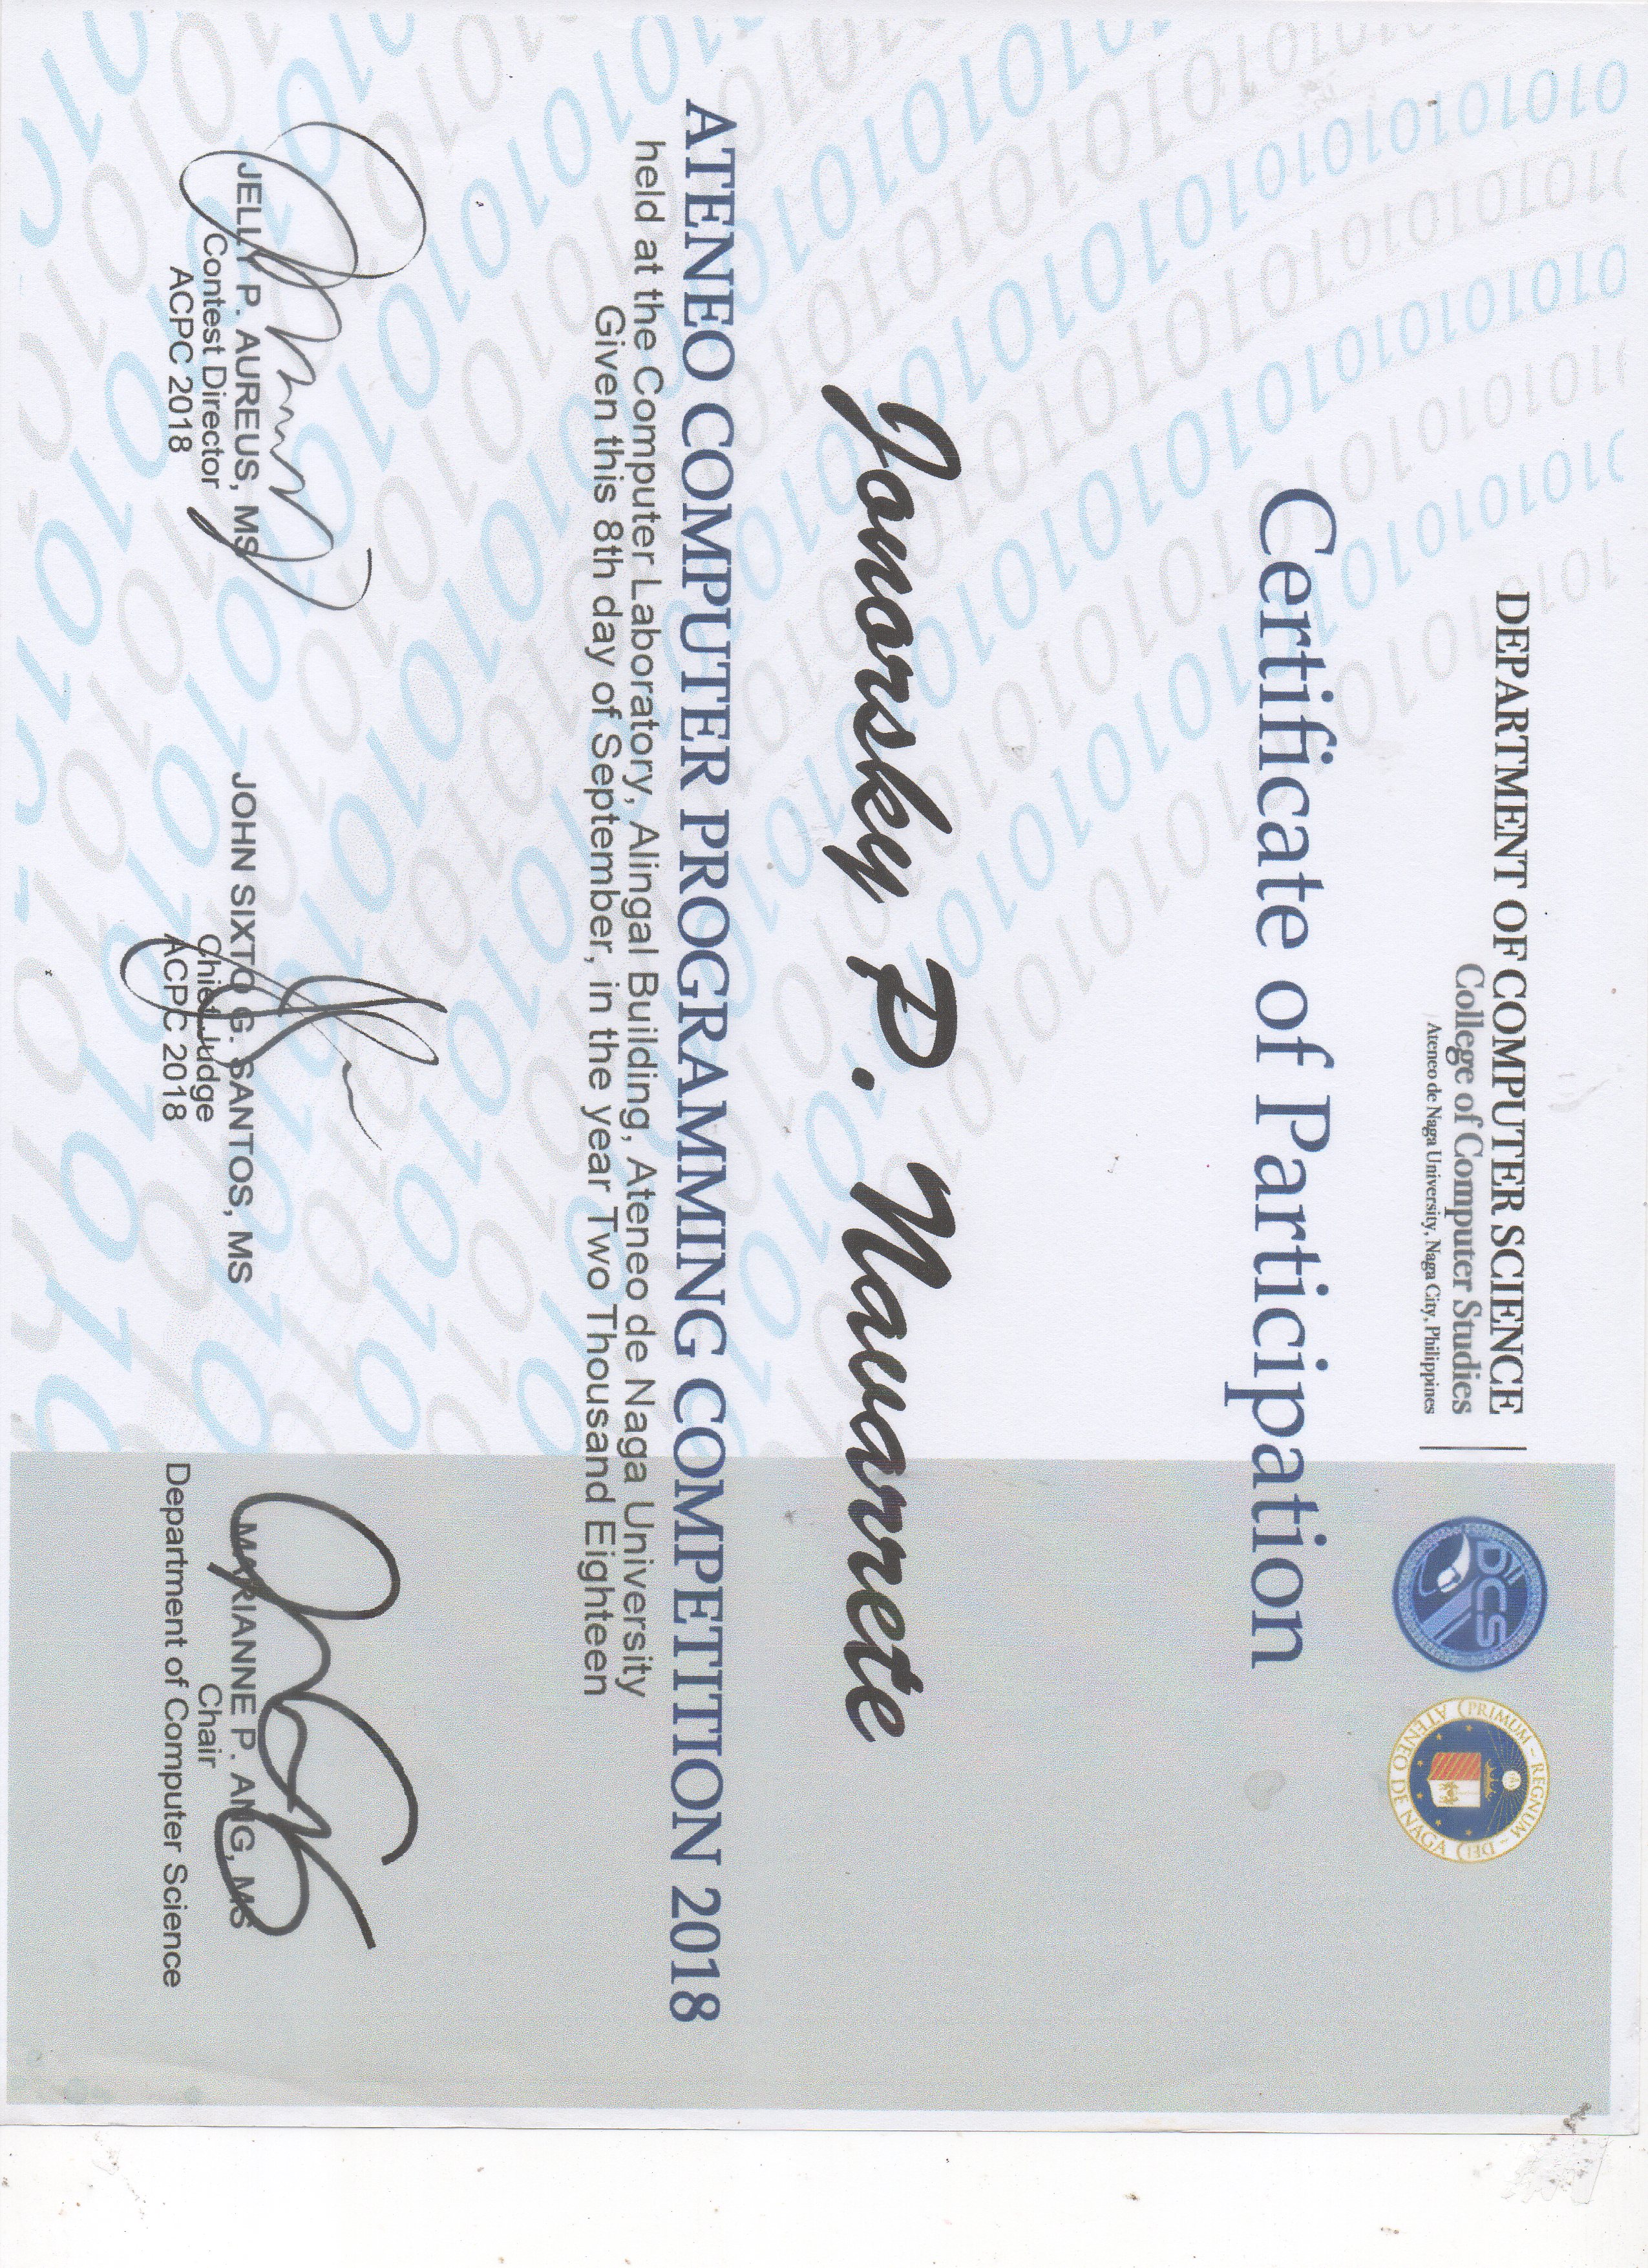 DEPARTMENT OF COMPUTER SCIENCE
College of Computer Studies
Ateneo de Naga University, Naga City, Philippines
DCS
PRIMUM ~ REGNUM ~ DEI
ATENEO DE NAGA
Certificate of Participation
Jonorsky P. Navarrete
ATENEO COMPUTER PROGRAMMING COMPETITION 2018
held at the Computer Laboratory, Alingal Building, Ateneo de Naga University
Given this 8th day of September, in the year Two Thousand Eighteen
JELLY P. AUREUS, MS
Contest Director
ACPC 2018
JOHN SIXTO G. SANTOS, MS
Chief Judge
ACPC 2018
MARIANNE P. ANG, MS
Chair
Department of Computer Science